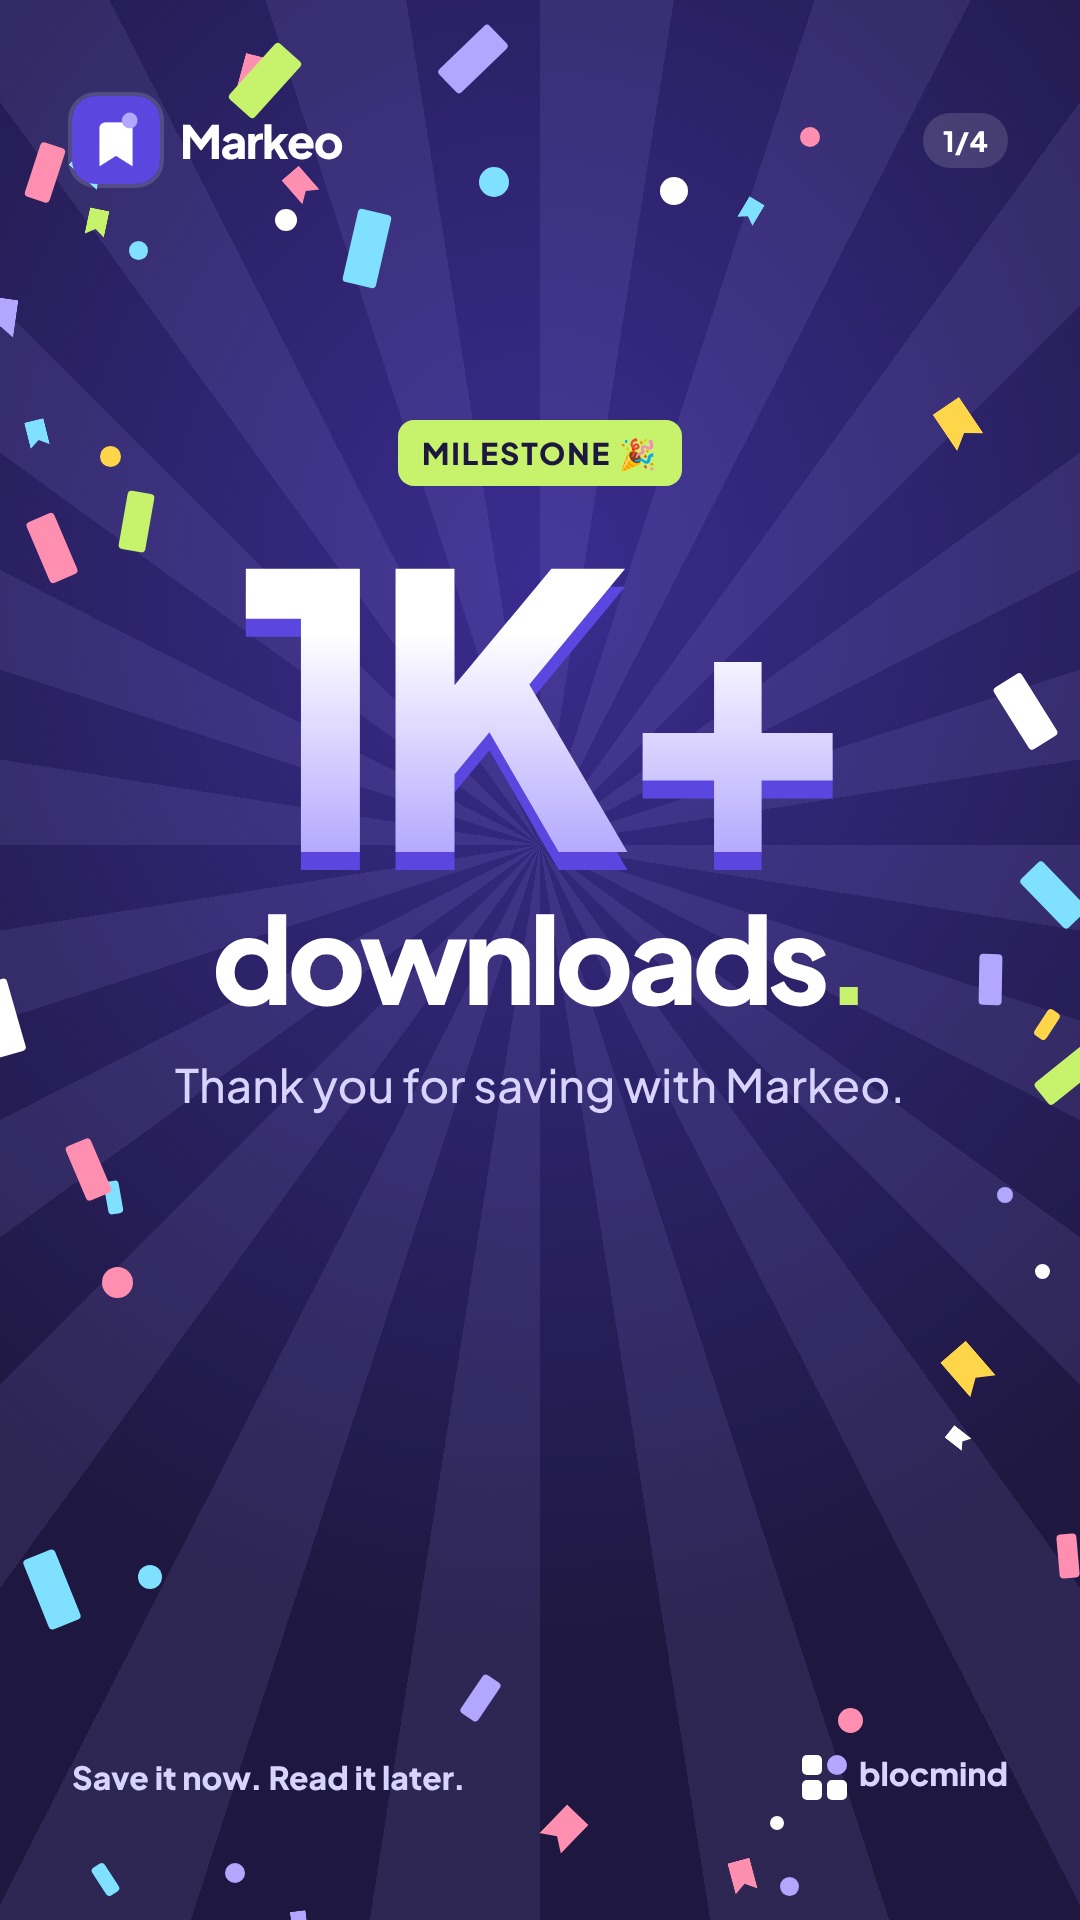 Markeo
1/4
MILESTONE 🎉
1K+
downloads.
Thank you for saving with Markeo.
Save it now. Read it later.
blocmind